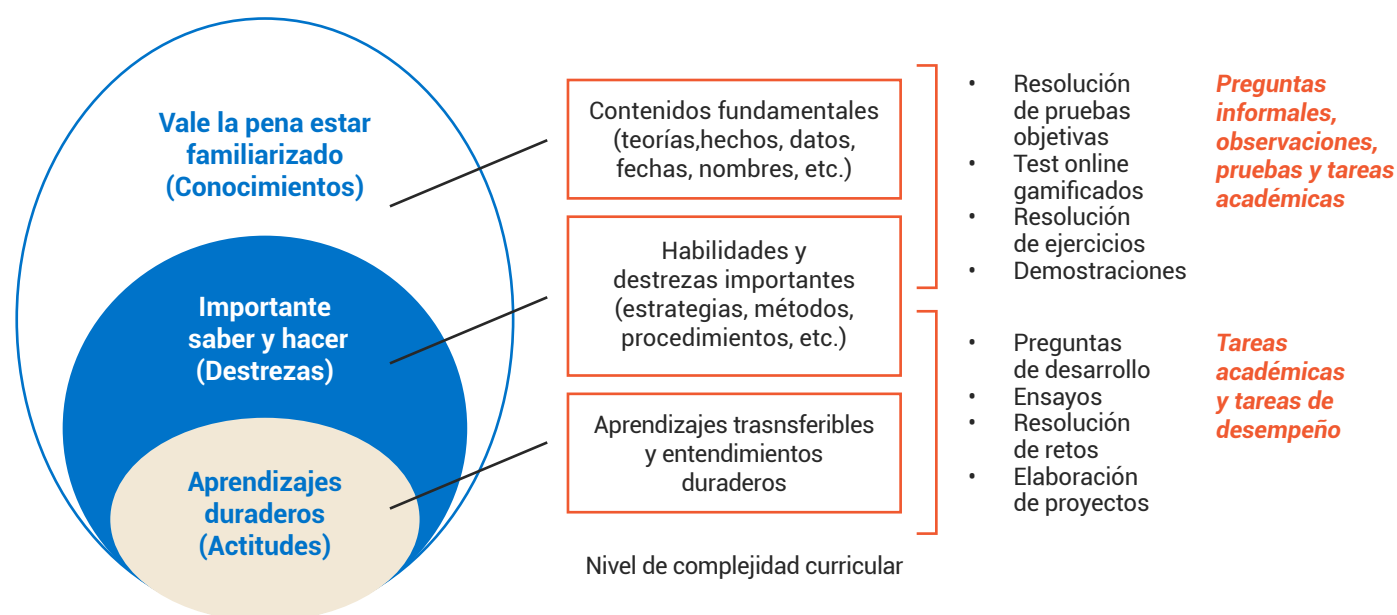 Vale la pena estar
familiarizado
(Conocimientos)
Importante
saber y hacer
(Destrezas)
Aprendizajes
duraderos
(Actitudes)
Contenidos fundamentales
(teorías,hechos, datos,
fechas, nombres, etc.)
Habilidades y
destrezas importantes
(estrategias, métodos,
procedimientos, etc.)
Aprendizajes trasnsferibles
y entendimientos
duraderos
Nivel de complejidad curricular
• Resolución
de pruebas
objetivas
• Test online
gamificados
• Resolución
de ejercicios
• Demostraciones
Preguntas
informales,
observaciones,
pruebas y tareas
académicas
• Preguntas
de desarrollo
• Ensayos
• Resolución
de retos
• Elaboración
de proyectos
Tareas
académicas
y tareas de
desempeño